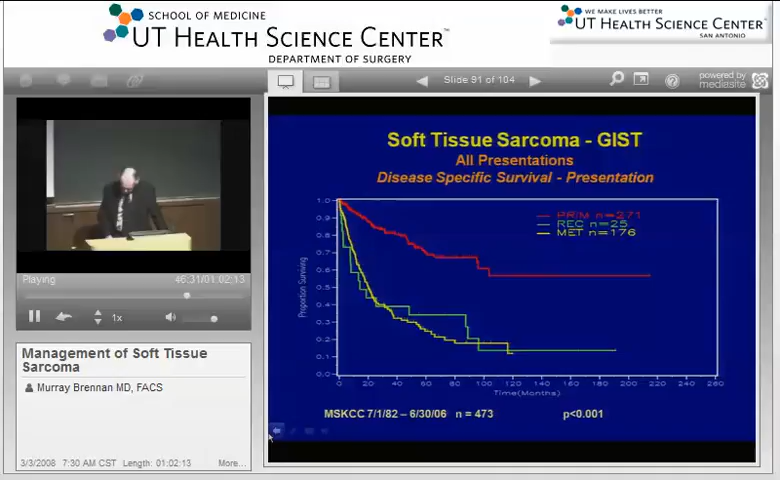 SCHOOL OF MEDICINE
UT HEALTH SCIENCE CENTER™
DEPARTMENT OF SURGERY
WE MAKE LIVES BETTER
UT HEALTH SCIENCE CENTER™
SAN ANTONIO
Slide 91 of 104
powered by
mediasite
Soft Tissue Sarcoma - GIST
All Presentations
Disease Specific Survival - Presentation
PRIM n=271
REC n=25
MET n=176
1.0
0.9
0.8
0.7
0.6
0.5
0.4
0.3
0.2
0.1
0.0
Proportion Surviving
0 20 40 60 80 100 120 140 160 180 200 220 240 260
Time(Months)
MSKCC 7/1/82 – 6/30/06 n = 473 p<0.001
Playing 46:31/01:02:13
1x
Management of Soft Tissue
Sarcoma
Murray Brennan MD, FACS
3/3/2008 7:30 AM CST Length: 01:02:13 More...